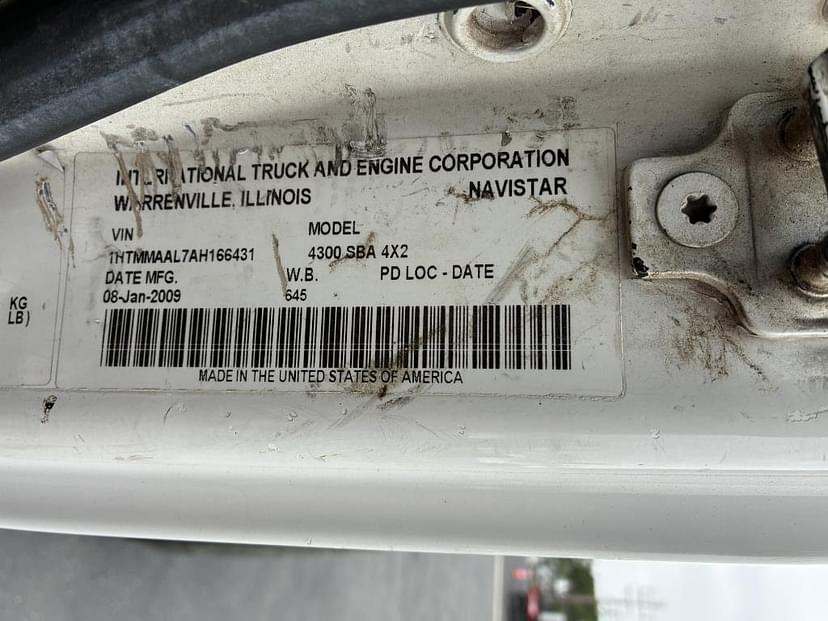 INTERNATIONAL TRUCK AND ENGINE CORPORATION
WARRENVILLE, ILLINOIS NAVISTAR
VIN MODEL
1HTMMAAL7AH166431 4300 SBA 4X2
DATE MFG. W.B. PD LOC - DATE
08-Jan-2009 645
MADE IN THE UNITED STATES OF AMERICA
KG
LB)